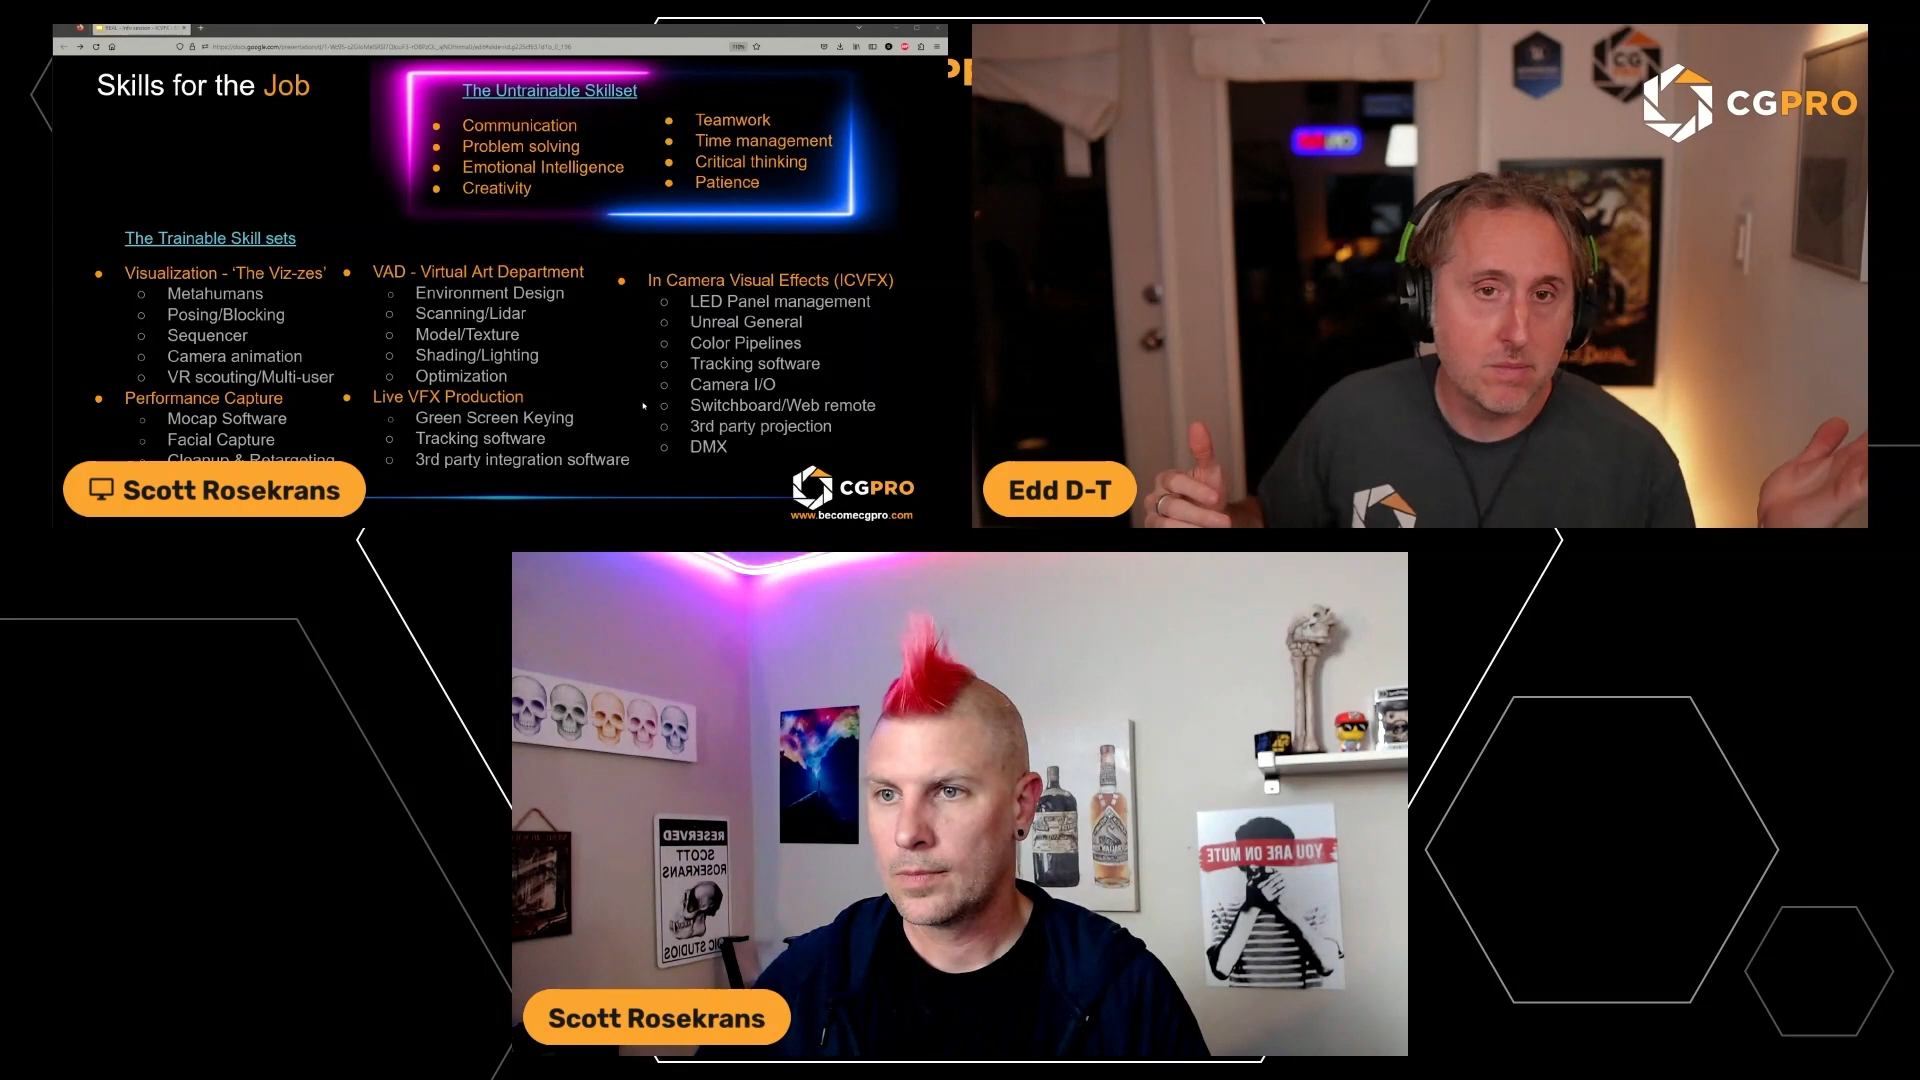 Skills for the Job
The Untrainable Skillset
Communication
Problem solving
Emotional Intelligence
Creativity
Teamwork
Time management
Critical thinking
Patience
The Trainable Skill sets
Visualization - ‘The Viz-zes’
Metahumans
Posing/Blocking
Sequencer
Camera animation
VR scouting/Multi-user
Performance Capture
Mocap Software
Facial Capture
Cleanup & Retargeting
VAD - Virtual Art Department
Environment Design
Scanning/Lidar
Model/Texture
Shading/Lighting
Optimization
Live VFX Production
Green Screen Keying
Tracking software
3rd party integration software
In Camera Visual Effects (ICVFX)
LED Panel management
Unreal General
Color Pipelines
Tracking software
Camera I/O
Switchboard/Web remote
3rd party projection
DMX
CGPRO
www.becomecgpro.com
Scott Rosekrans
CGPRO
Edd D-T
RESERVED
SCOTT
ROSEKRANS
STUDIOS
YOU ARE ON MUTE
Scott Rosekrans